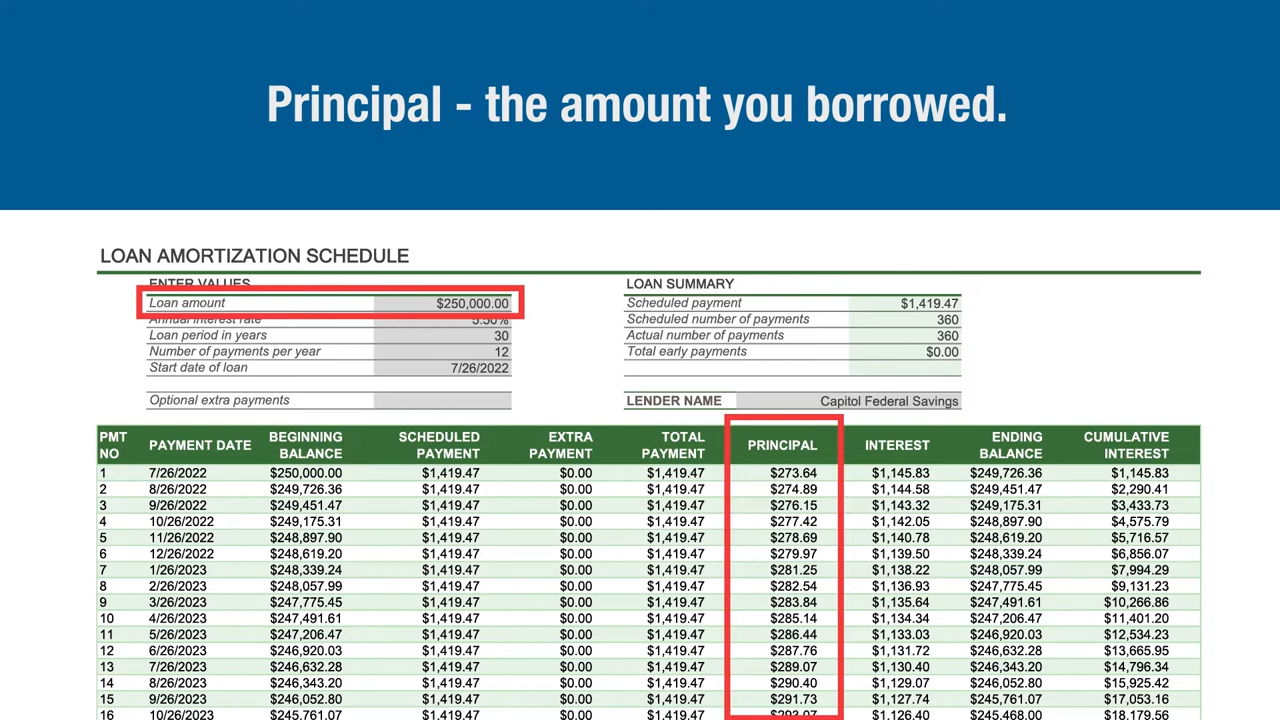 Principal - the amount you borrowed.
LOAN AMORTIZATION SCHEDULE
ENTER VALUES
Loan amount $250,000.00
Annual interest rate 5.50%
Loan period in years 30
Number of payments per year 12
Start date of loan 7/26/2022
Optional extra payments
LOAN SUMMARY
Scheduled payment $1,419.47
Scheduled number of payments 360
Actual number of payments 360
Total early payments $0.00
LENDER NAME Capitol Federal Savings
PMT NO PAYMENT DATE BEGINNING BALANCE SCHEDULED PAYMENT EXTRA PAYMENT TOTAL PAYMENT PRINCIPAL INTEREST ENDING BALANCE CUMULATIVE INTEREST
1 7/26/2022 $250,000.00 $1,419.47 $0.00 $1,419.47 $273.64 $1,145.83 $249,726.36 $1,145.83
2 8/26/2022 $249,726.36 $1,419.47 $0.00 $1,419.47 $274.89 $1,144.58 $249,451.47 $2,290.41
3 9/26/2022 $249,451.47 $1,419.47 $0.00 $1,419.47 $276.15 $1,143.32 $249,175.31 $3,433.73
4 10/26/2022 $249,175.31 $1,419.47 $0.00 $1,419.47 $277.42 $1,142.05 $248,897.90 $4,575.79
5 11/26/2022 $248,897.90 $1,419.47 $0.00 $1,419.47 $278.69 $1,140.78 $248,619.20 $5,716.57
6 12/26/2022 $248,619.20 $1,419.47 $0.00 $1,419.47 $279.97 $1,139.50 $248,339.24 $6,856.07
7 1/26/2023 $248,339.24 $1,419.47 $0.00 $1,419.47 $281.25 $1,138.22 $248,057.99 $7,994.29
8 2/26/2023 $248,057.99 $1,419.47 $0.00 $1,419.47 $282.54 $1,136.93 $247,775.45 $9,131.23
9 3/26/2023 $247,775.45 $1,419.47 $0.00 $1,419.47 $283.84 $1,135.64 $247,491.61 $10,266.86
10 4/26/2023 $247,491.61 $1,419.47 $0.00 $1,419.47 $285.14 $1,134.34 $247,206.47 $11,401.20
11 5/26/2023 $247,206.47 $1,419.47 $0.00 $1,419.47 $286.44 $1,133.03 $246,920.03 $12,534.23
12 6/26/2023 $246,920.03 $1,419.47 $0.00 $1,419.47 $287.76 $1,131.72 $246,632.28 $13,665.95
13 7/26/2023 $246,632.28 $1,419.47 $0.00 $1,419.47 $289.07 $1,130.40 $246,343.20 $14,796.34
14 8/26/2023 $246,343.20 $1,419.47 $0.00 $1,419.47 $290.40 $1,129.07 $246,052.80 $15,925.42
15 9/26/2023 $246,052.80 $1,419.47 $0.00 $1,419.47 $291.73 $1,127.74 $245,761.07 $17,053.16
16 10/26/2023 $245,761.07 $1,419.47 $0.00 $1,419.47 $293.07 $1,126.40 $245,468.00 $18,179.56